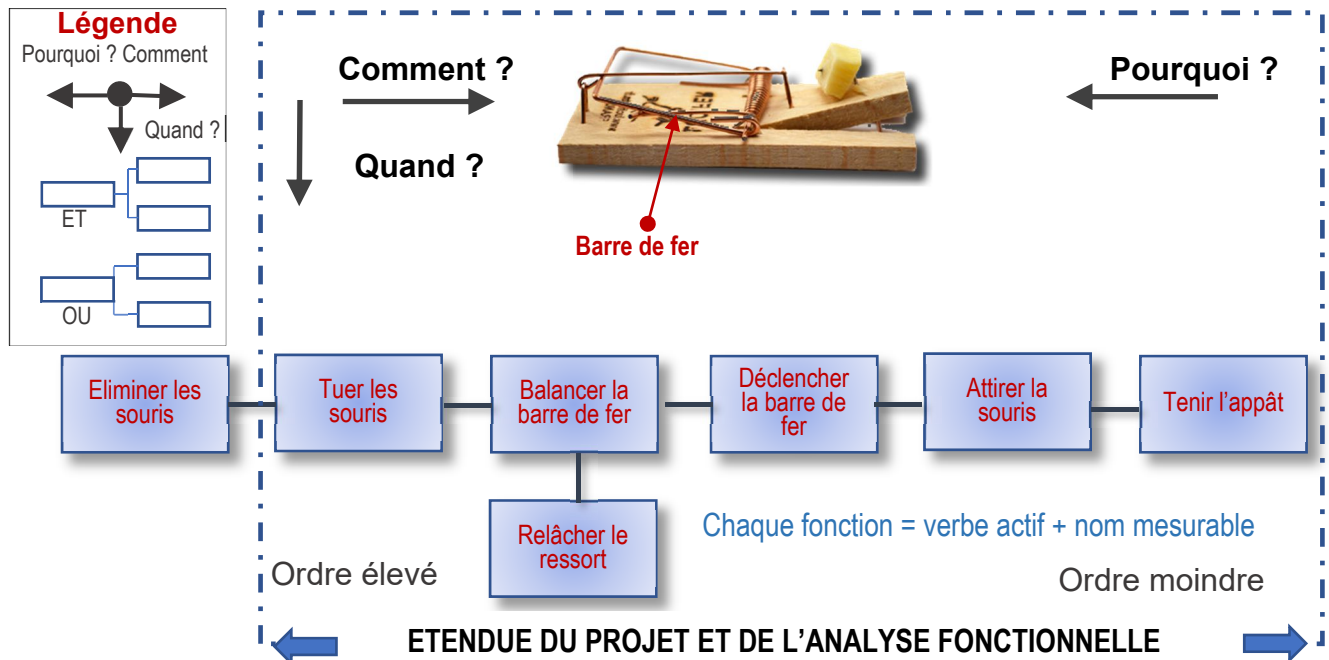 Légende
Pourquoi ? Comment
Quand ?
ET
OU
Comment ?
Pourquoi ?
Quand ?
Barre de fer
Eliminer les
souris
Tuer les
souris
Balancer la
barre de fer
Déclencher
la barre de
fer
Attirer la
souris
Tenir l’appât
Relâcher le
ressort
Chaque fonction = verbe actif + nom mesurable
Ordre élevé
Ordre moindre
ETENDUE DU PROJET ET DE L’ANALYSE FONCTIONNELLE